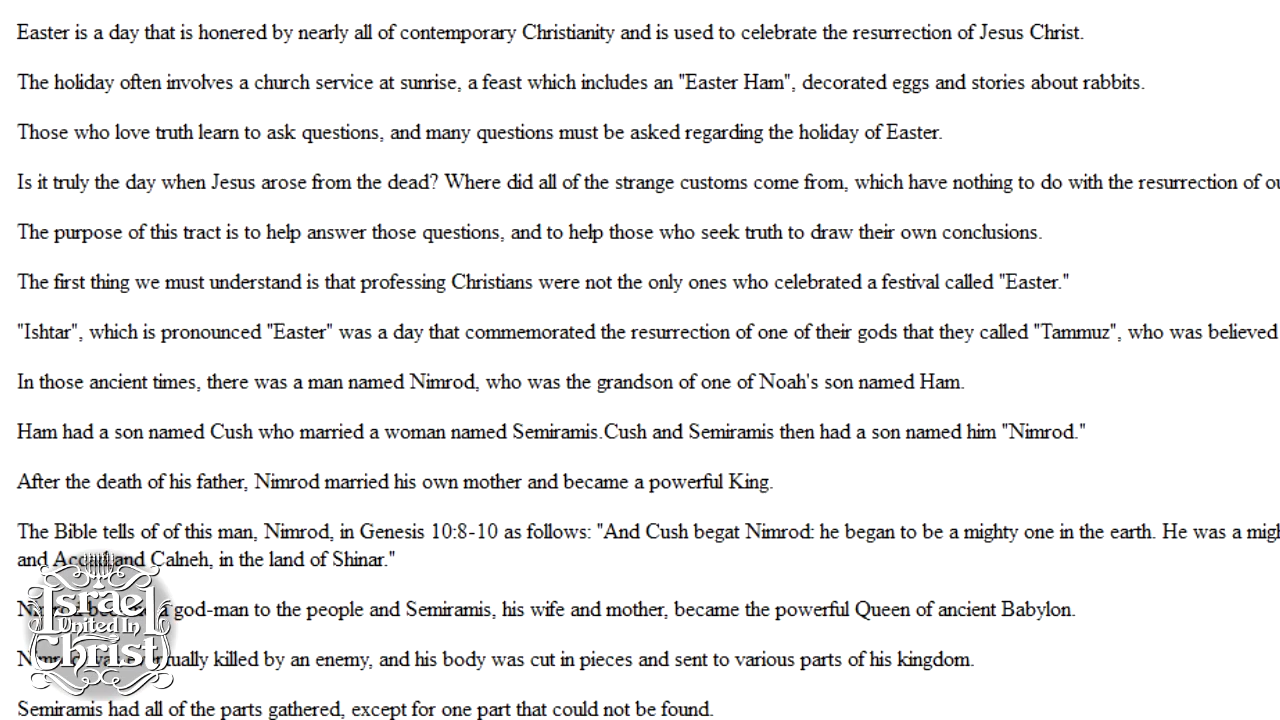 Easter is a day that is honered by nearly all of contemporary Christianity and is used to celebrate the resurrection of Jesus Christ.
The holiday often involves a church service at sunrise, a feast which includes an "Easter Ham", decorated eggs and stories about rabbits.
Those who love truth learn to ask questions, and many questions must be asked regarding the holiday of Easter.
Is it truly the day when Jesus arose from the dead? Where did all of the strange customs come from, which have nothing to do with the resurrection of
The purpose of this tract is to help answer those questions, and to help those who seek truth to draw their own conclusions.
The first thing we must understand is that professing Christians were not the only ones who celebrated a festival called "Easter."
"Ishtar", which is pronounced "Easter" was a day that commemorated the resurrection of one of their gods that they called "Tammuz", who was believed
In those ancient times, there was a man named Nimrod, who was the grandson of one of Noah's son named Ham.
Ham had a son named Cush who married a woman named Semiramis.Cush and Semiramis then had a son named him "Nimrod."
After the death of his father, Nimrod married his own mother and became a powerful King.
The Bible tells of of this man, Nimrod, in Genesis 10:8-10 as follows: "And Cush begat Nimrod: he began to be a mighty one in the earth. He was a
and Accad, and Calneh, in the land of Shinar."
god-man to the people and Semiramis, his wife and mother, became the powerful Queen of ancient Babylon.
killed by an enemy, and his body was cut in pieces and sent to various parts of his kingdom.
Semiramis had all of the parts gathered, except for one part that could not be found.
Israel
United In
Christ